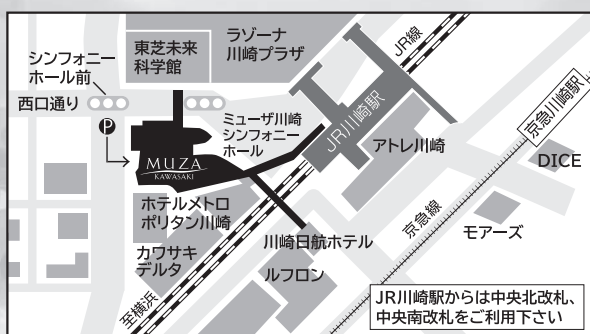 シンフォニー
ホール前
西口通り
P
東芝未来
科学館
ラゾーナ
川崎プラザ
JR線
ミューザ川崎
シンフォニー
ホール
MUZA
KAWASAKI
JR川崎駅
アトレ川崎
京急川崎駅
DICE
モアーズ
京急線
ホテルメトロ
ポリタン川崎
カワサキ
デルタ
川崎日航ホテル
ルフロン
至横浜
JR川崎駅からは中央北改札、
中央南改札をご利用下さい